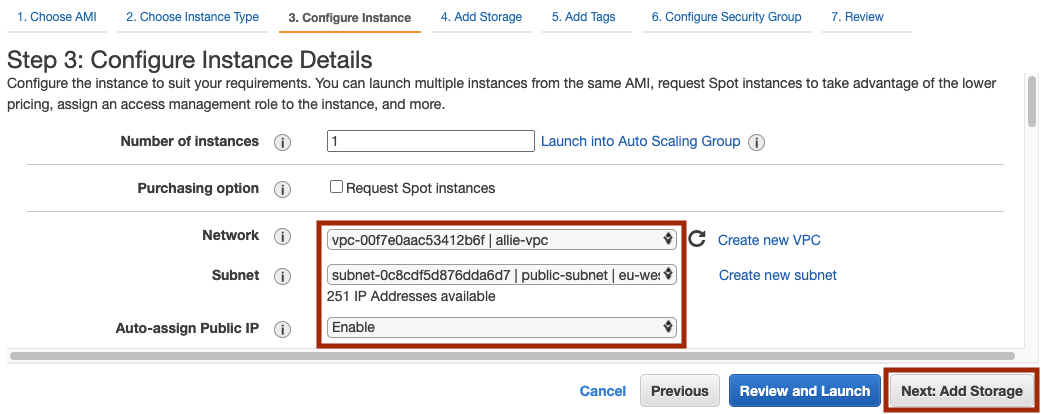 1. Choose AMI 2. Choose Instance Type 3. Configure Instance 4. Add Storage 5. Add Tags 6. Configure Security Group 7. Review
Step 3: Configure Instance Details
Configure the instance to suit your requirements. You can launch multiple instances from the same AMI, request Spot instances to take advantage of the lower
pricing, assign an access management role to the instance, and more.
Number of instances i 1 Launch into Auto Scaling Group i
Purchasing option i Request Spot instances
Network i vpc-00f7e0aac53412b6f | allie-vpc Create new VPC
Subnet i subnet-0c8cdf5d876dda6d7 | public-subnet | eu-wes Create new subnet
251 IP Addresses available
Auto-assign Public IP i Enable
Cancel Previous Review and Launch Next: Add Storage